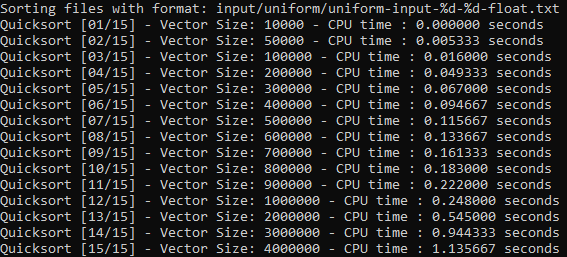 Sorting files with format: input/uniform/uniform-input-%d-%d-float.txt
Quicksort [01/15] - Vector Size: 10000 - CPU time : 0.000000 seconds
Quicksort [02/15] - Vector Size: 50000 - CPU time : 0.005333 seconds
Quicksort [03/15] - Vector Size: 100000 - CPU time : 0.016000 seconds
Quicksort [04/15] - Vector Size: 200000 - CPU time : 0.049333 seconds
Quicksort [05/15] - Vector Size: 300000 - CPU time : 0.067000 seconds
Quicksort [06/15] - Vector Size: 400000 - CPU time : 0.094667 seconds
Quicksort [07/15] - Vector Size: 500000 - CPU time : 0.115667 seconds
Quicksort [08/15] - Vector Size: 600000 - CPU time : 0.133667 seconds
Quicksort [09/15] - Vector Size: 700000 - CPU time : 0.161333 seconds
Quicksort [10/15] - Vector Size: 800000 - CPU time : 0.183000 seconds
Quicksort [11/15] - Vector Size: 900000 - CPU time : 0.222000 seconds
Quicksort [12/15] - Vector Size: 1000000 - CPU time : 0.248000 seconds
Quicksort [13/15] - Vector Size: 2000000 - CPU time : 0.545000 seconds
Quicksort [14/15] - Vector Size: 3000000 - CPU time : 0.944333 seconds
Quicksort [15/15] - Vector Size: 4000000 - CPU time : 1.135667 seconds